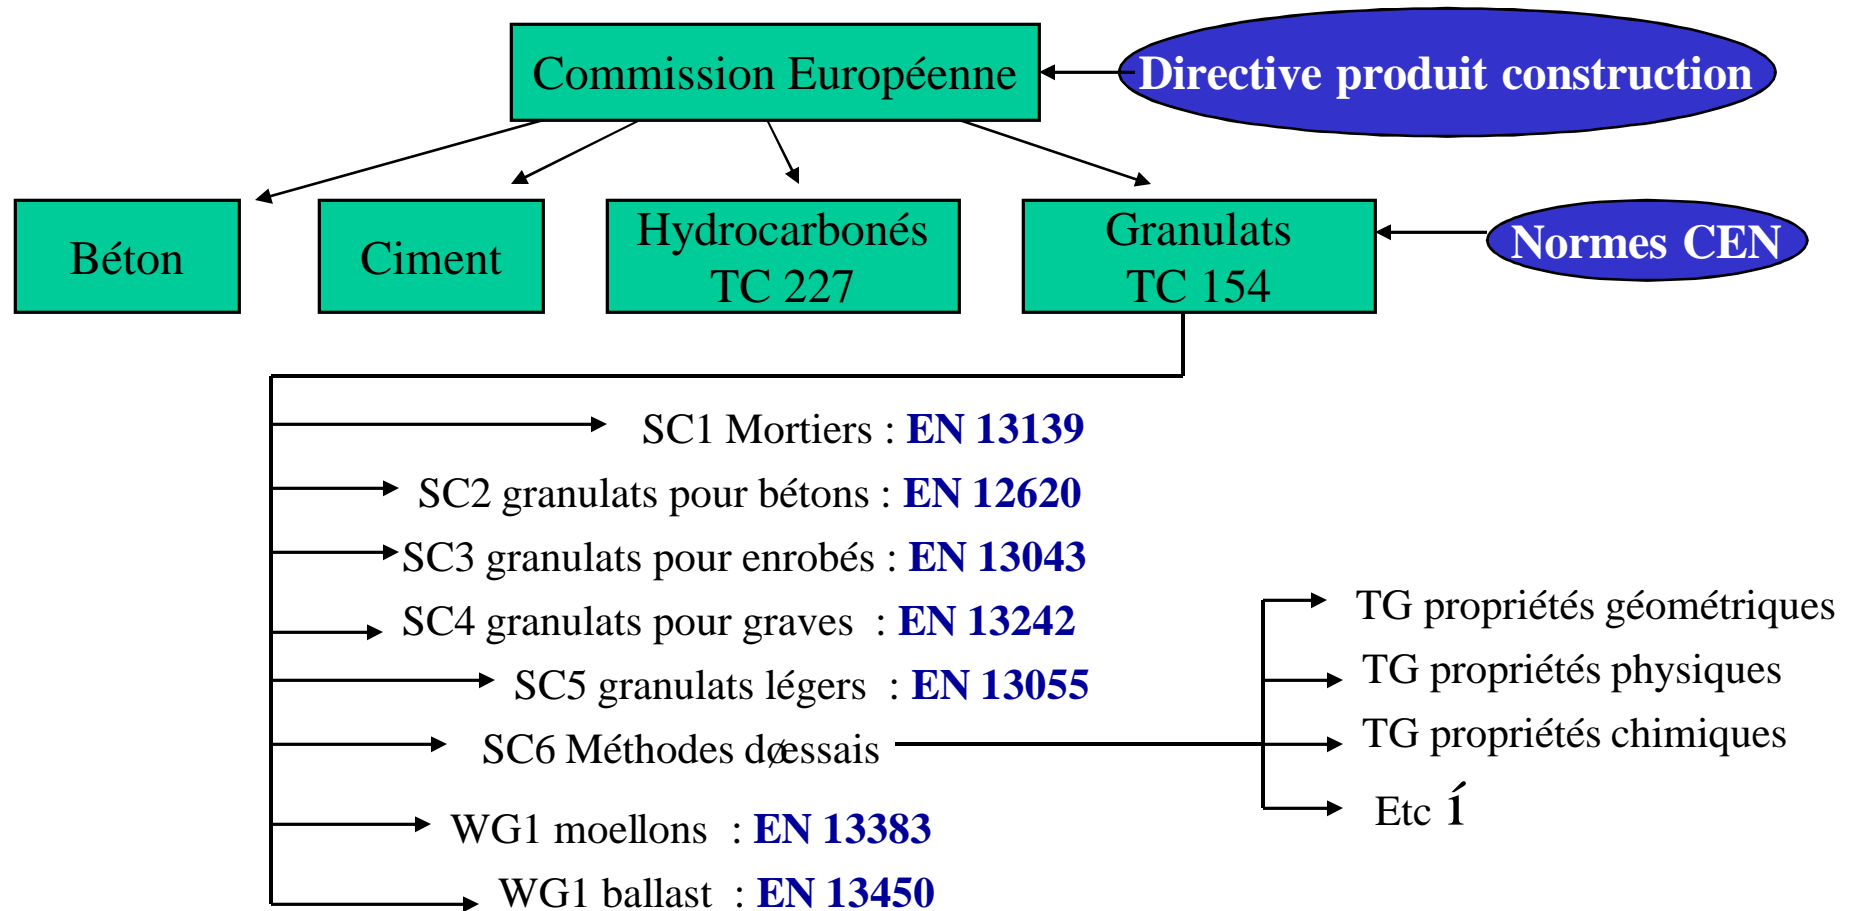 Commission Européenne
Directive produit construction
Béton
Ciment
Hydrocarbonés
TC 227
Granulats
TC 154
Normes CEN
SC1 Mortiers : EN 13139
SC2 granulats pour bétons : EN 12620
SC3 granulats pour enrobés : EN 13043
SC4 granulats pour graves : EN 13242
SC5 granulats légers : EN 13055
SC6 Méthodes døessais
WG1 moellons : EN 13383
WG1 ballast : EN 13450
TG propriétés géométriques
TG propriétés physiques
TG propriétés chimiques
Etc í